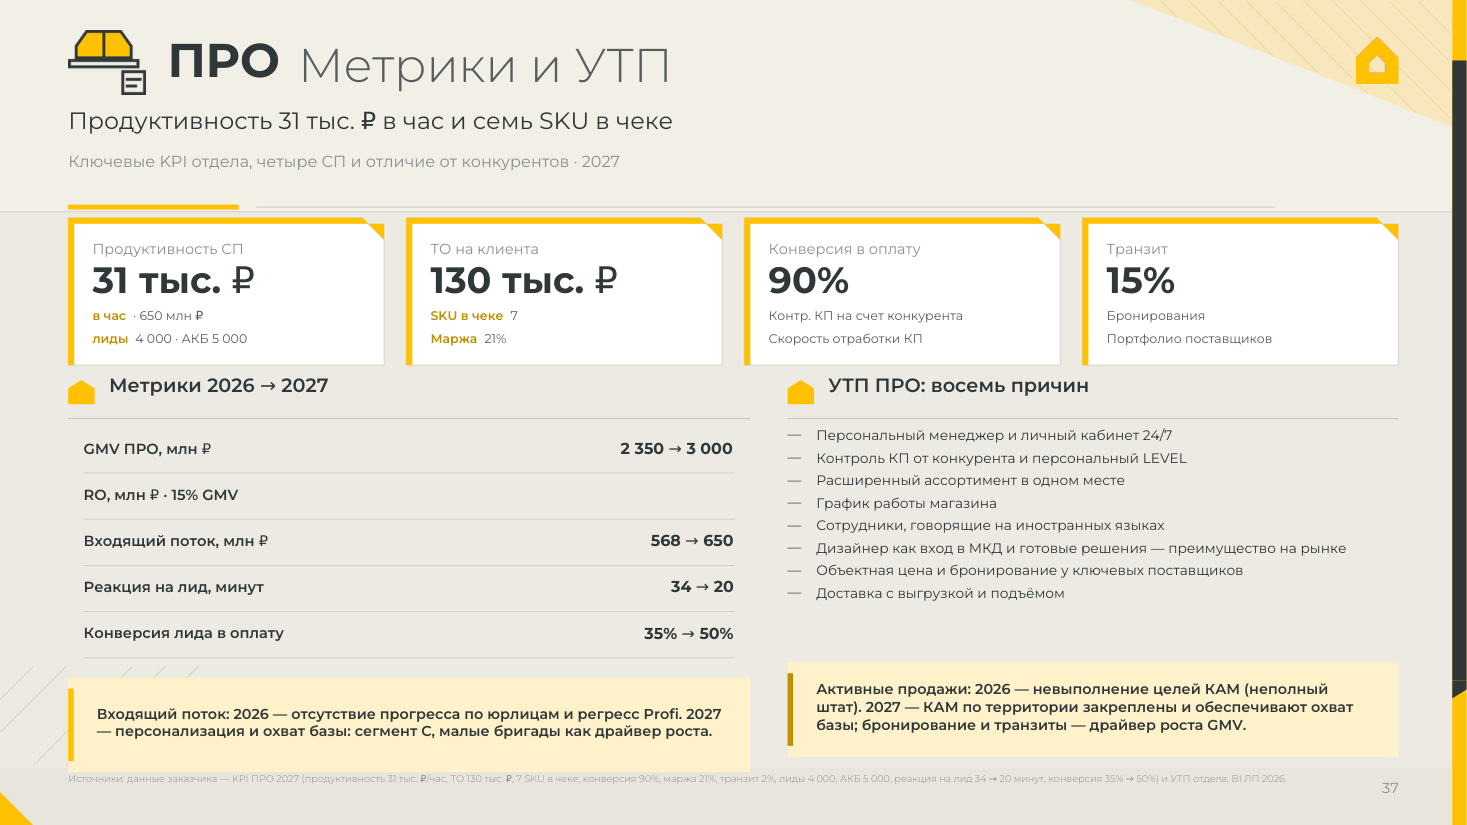 ПРО Метрики и УТП
Продуктивность 31 тыс. ₽ в час и семь SKU в чеке
Ключевые KPI отдела, четыре СП и отличие от конкурентов · 2027
Продуктивность СП
31 тыс. ₽
в час · 650 млн ₽
лиды 4 000 · АКБ 5 000
ТО на клиента
130 тыс. ₽
SKU в чеке 7
Маржа 21%
Конверсия в оплату
90%
Контр. КП на счет конкурента
Скорость отработки КП
Транзит
15%
Бронирования
Портфолио поставщиков
Метрики 2026 → 2027
GMV ПРО, млн ₽ 2 350 → 3 000
RO, млн ₽ · 15% GMV
Входящий поток, млн ₽ 568 → 650
Реакция на лид, минут 34 → 20
Конверсия лида в оплату 35% → 50%
Входящий поток: 2026 — отсутствие прогресса по юрлицам и регресс Profi. 2027
— персонализация и охват базы: сегмент С, малые бригады как драйвер роста.
УТП ПРО: восемь причин
— Персональный менеджер и личный кабинет 24/7
— Контроль КП от конкурента и персональный LEVEL
— Расширенный ассортимент в одном месте
— График работы магазина
— Сотрудники, говорящие на иностранных языках
— Дизайнер как вход в МКД и готовые решения — преимущество на рынке
— Объектная цена и бронирование у ключевых поставщиков
— Доставка с выгрузкой и подъёмом
Активные продажи: 2026 — невыполнение целей КАМ (неполный
штат). 2027 — КАМ по территории закреплены и обеспечивают охват
базы; бронирование и транзиты — драйвер роста GMV.
Источники: данные заказчика — KPI ПРО 2027 (продуктивность 31 тыс. ₽/час, ТО 130 тыс. ₽, 7 SKU в чеке, конверсия 90%, маржа 21%, транзит 2%, лиды 4 000, АКБ 5 000, реакция на лид 34 → 20 минут, конверсия 35% → 50%) и УТП отдела; BI ЛП 2026.
37